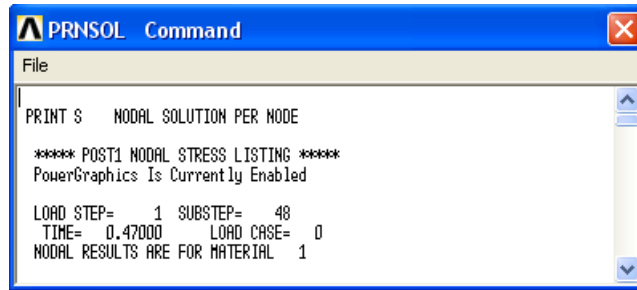 PRNSOL Command
File
PRINT S NODAL SOLUTION PER NODE
***** POST1 NODAL STRESS LISTING *****
PowerGraphics Is Currently Enabled
LOAD STEP= 1 SUBSTEP= 48
TIME= 0.47000 LOAD CASE= 0
NODAL RESULTS ARE FOR MATERIAL 1